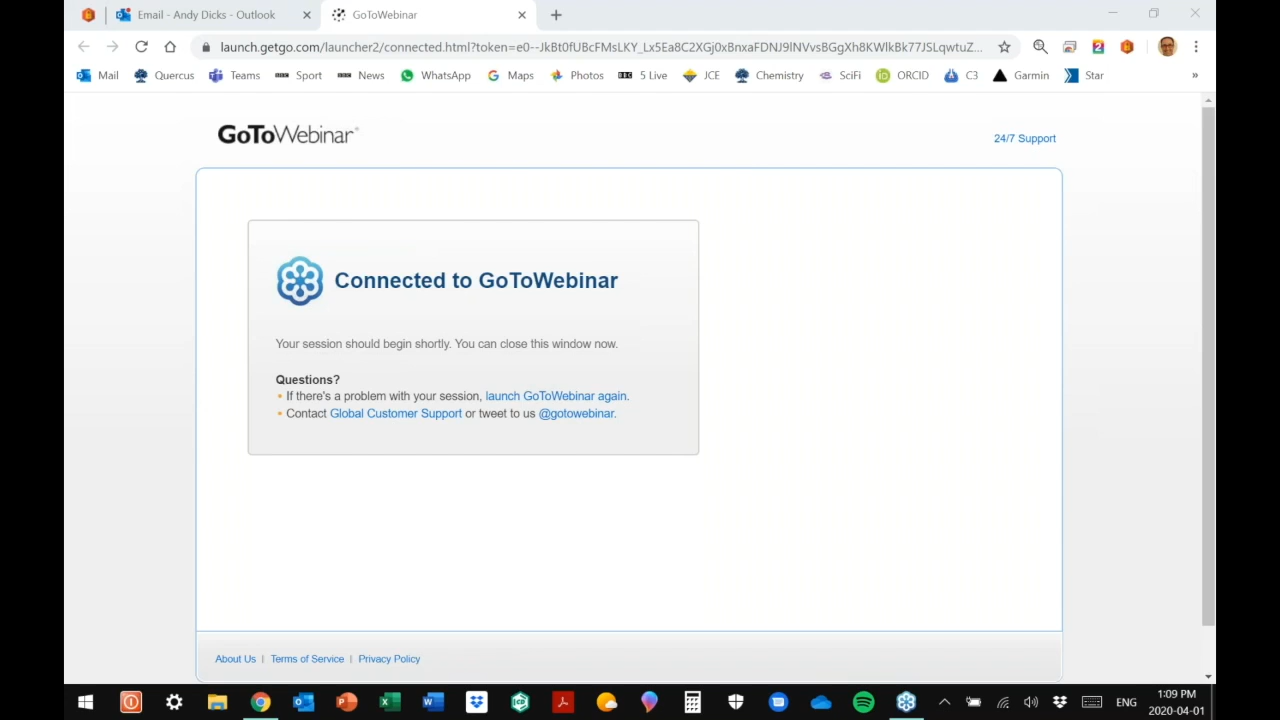 Email - Andy Dicks - Outlook
GoToWebinar
launch.getgo.com/launcher2/connected.html?token=e0--JkBt0fUBcFMsLKY_Lx5Ea8C2XGj0xBnxaFDNJ9lNVvsBGgXh8KWlkBk77JSLqwtuZ...
Mail Quercus Teams Sport News WhatsApp Maps Photos 5 Live JCE Chemistry SciFi ORCID C3 Garmin Star »
GoToWebinar
24/7 Support
Connected to GoToWebinar
Your session should begin shortly. You can close this window now.
Questions?
• If there's a problem with your session, launch GoToWebinar again.
• Contact Global Customer Support or tweet to us @gotowebinar.
About Us | Terms of Service | Privacy Policy
ENG
1:09 PM
2020-04-01